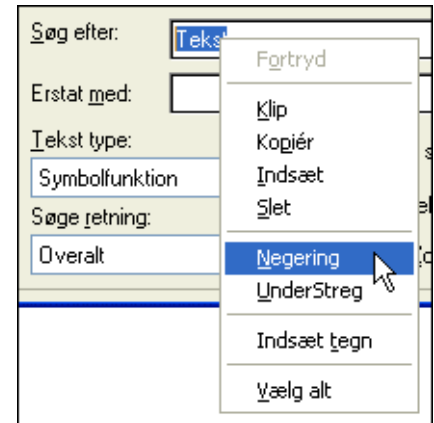 Søg efter:
Tekst
Erstat med:
Tekst type:
Symbolfunktion
Søge retning:
Overalt
Fortryd
Klip
Kopiér
Indsæt
Slet
Negering
UnderStreg
Indsæt tegn
Vælg alt